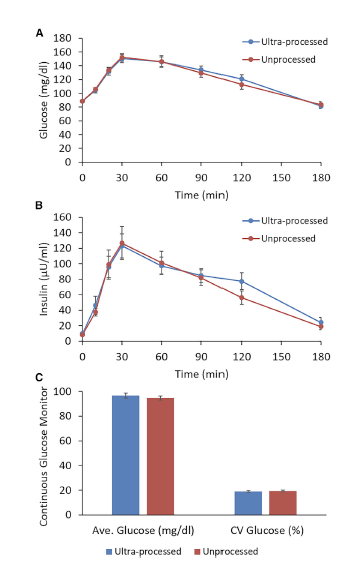 A
180
160
140
120
100
80
60
40
20
0
Glucose (mg/dl)
Ultra-processed
Unprocessed
0 30 60 90 120 150 180
Time (min)
B
160
140
120
100
80
60
40
20
0
Insulin (μU/ml)
Ultra-processed
Unprocessed
0 30 60 90 120 150 180
Time (min)
C
100
80
60
40
20
0
Continuous Glucose Monitor
Ave. Glucose (mg/dl) CV Glucose (%)
Ultra-processed Unprocessed